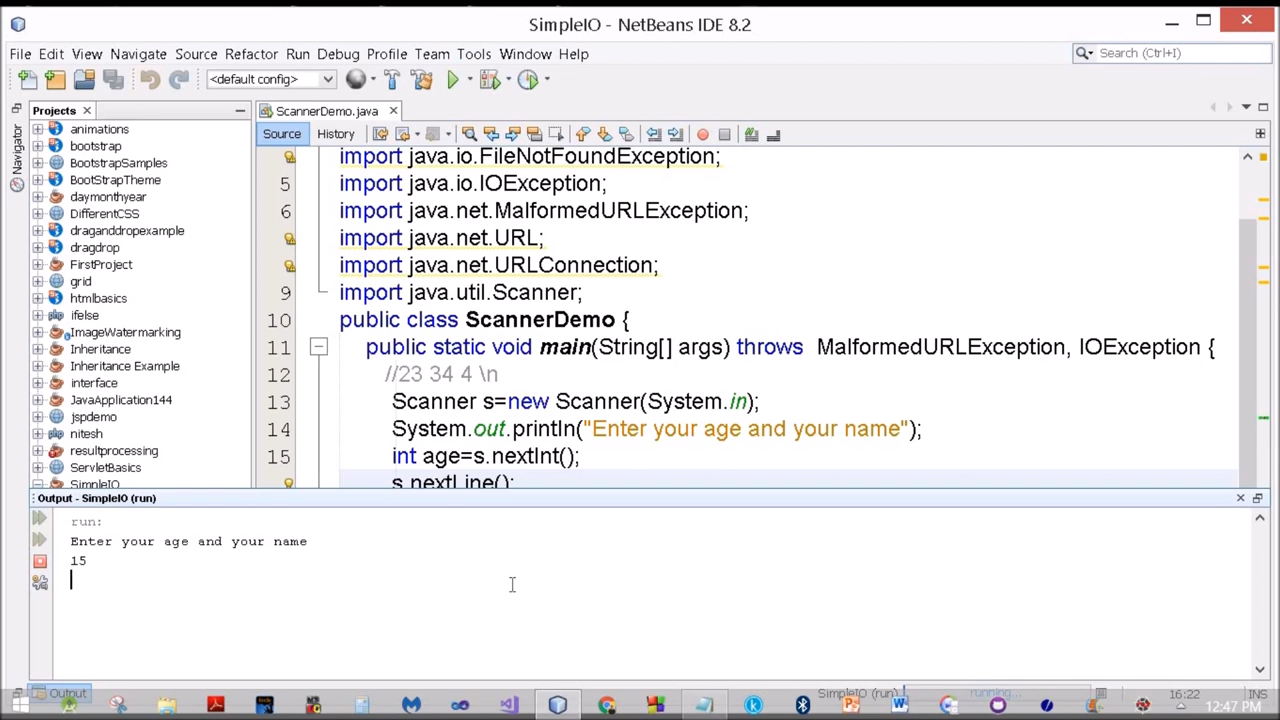 SimpleIO - NetBeans IDE 8.2
File Edit View Navigate Source Refactor Run Debug Profile Team Tools Window Help
Search (Ctrl+I)
<default config>
Projects
ScannerDemo.java
Navigator
Source History
animations
bootstrap
BootstrapSamples
BootStrapTheme
daymonthyear
DifferentCSS
draganddropexample
dragdrop
FirstProject
grid
htmlbasics
ifelse
ImageWatermarking
Inheritance
Inheritance Example
interface
JavaApplication144
jspdemo
nitesh
resultprocessing
ServletBasics
SimpleIO
import java.io.FileNotFoundException;
5 import java.io.IOException;
6 import java.net.MalformedURLException;
import java.net.URL;
import java.net.URLConnection;
9 import java.util.Scanner;
10 public class ScannerDemo {
11 public static void main(String[] args) throws MalformedURLException, IOException {
12 //23 34 4 \n
13 Scanner s=new Scanner(System.in);
14 System.out.println("Enter your age and your name");
15 int age=s.nextInt();
s.nextLine();
Output - SimpleIO (run)
run:
Enter your age and your name
15
Output
SimpleIO (run)
running...
16:22
INS
12:47 PM